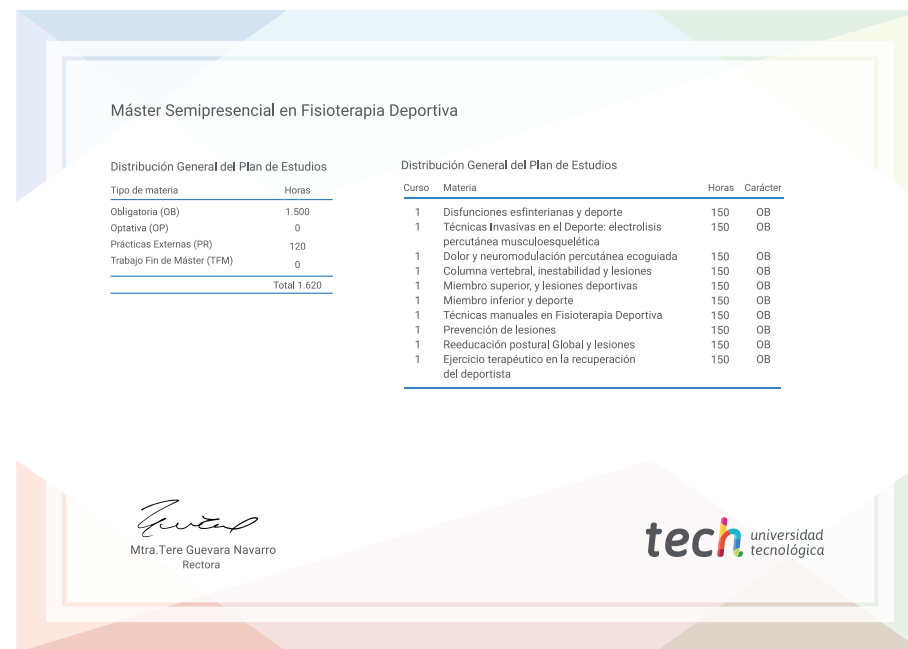 Máster Semipresencial en Fisioterapia Deportiva
Distribución General del Plan de Estudios
Tipo de materia Horas
Obligatoria (OB) 1.500
Optativa (OP) 0
Prácticas Externas (PR) 120
Trabajo Fin de Máster (TFM) 0
Total 1.620
Distribución General del Plan de Estudios
Curso Materia Horas Carácter
1 Disfunciones esfinterianas y deporte 150 OB
1 Técnicas Invasivas en el Deporte: electrolisis 150 OB
percutánea musculoesquelética
1 Dolor y neuromodulación percutánea ecoguiada 150 OB
1 Columna vertebral, inestabilidad y lesiones 150 OB
1 Miembro superior, y lesiones deportivas 150 OB
1 Miembro inferior y deporte 150 OB
1 Técnicas manuales en Fisioterapia Deportiva 150 OB
1 Prevención de lesiones 150 OB
1 Reeducación postural Global y lesiones 150 OB
1 Ejercicio terapéutico en la recuperación 150 OB
del deportista
Mtra.Tere Guevara Navarro
Rectora
tech universidad
tecnológica